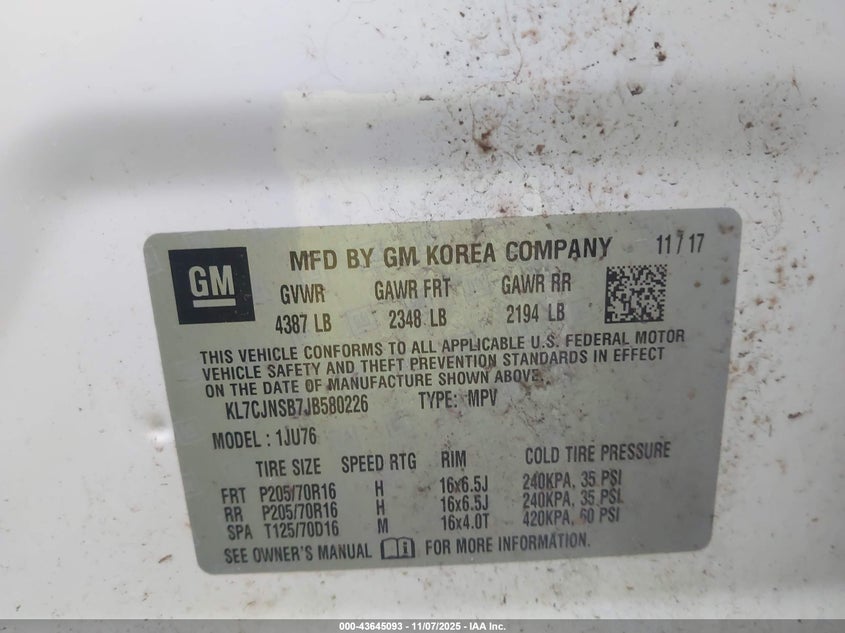 GM
MFD BY GM KOREA COMPANY 11/17
GVWR GAWR FRT GAWR RR
4387 LB 2348 LB 2194 LB
THIS VEHICLE CONFORMS TO ALL APPLICABLE U.S. FEDERAL MOTOR
VEHICLE SAFETY AND THEFT PREVENTION STANDARDS IN EFFECT
ON THE DATE OF MANUFACTURE SHOWN ABOVE.
KL7CJNSB7JB580226 TYPE: MPV
MODEL : 1JU76
TIRE SIZE SPEED RTG RIM COLD TIRE PRESSURE
FRT P205/70R16 H 16x6.5J 240KPA, 35 PSI
RR P205/70R16 H 16x6.5J 240KPA, 35 PSI.
SPA T125/70D16 M 16x4.0T 420KPA, 60 PSI
SEE OWNER'S MANUAL FOR MORE INFORMATION.
000-43645093 — 11/07/2025 — IAA Inc.